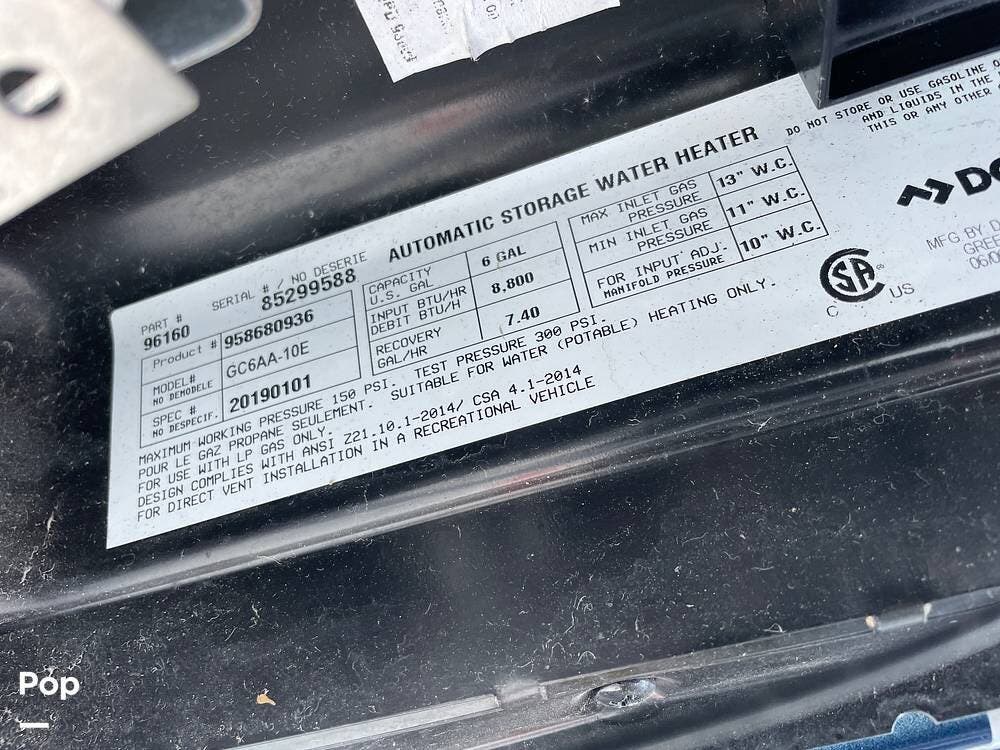 AUTOMATIC STORAGE WATER HEATER
PART # SERIAL # / NO DESERIE
96160 85299588
Product # 958680936
MODEL# GC6AA-10E
NO DEMODELE
SPEC # 20190101
NO DESPECIF.
CAPACITY 6 GAL
U.S. GAL
INPUT BTU/HR 8,800
DEBIT BTU/H
RECOVERY 7.40
GAL/HR
MAX INLET GAS 13" W.C.
PRESSURE
MIN INLET GAS 11" W.C.
PRESSURE
FOR INPUT ADJ. 10" W.C.
MANIFOLD PRESSURE
MAXIMUM WORKING PRESSURE 150 PSI. TEST PRESSURE 300 PSI.
POUR LE GAZ PROPANE SEULEMENT. SUITABLE FOR WATER (POTABLE) HEATING ONLY.
FOR USE WITH LP GAS ONLY.
DESIGN COMPLIES WITH ANSI Z21.10.1-2014/ CSA 4.1-2014
FOR DIRECT VENT INSTALLATION IN A RECREATIONAL VEHICLE
DO NOT STORE OR USE GASOLINE
AND LIQUIDS IN THE
THIS OR ANY OTHER
DO
MFG BY
GREE
06/0
SA
C US
Pop